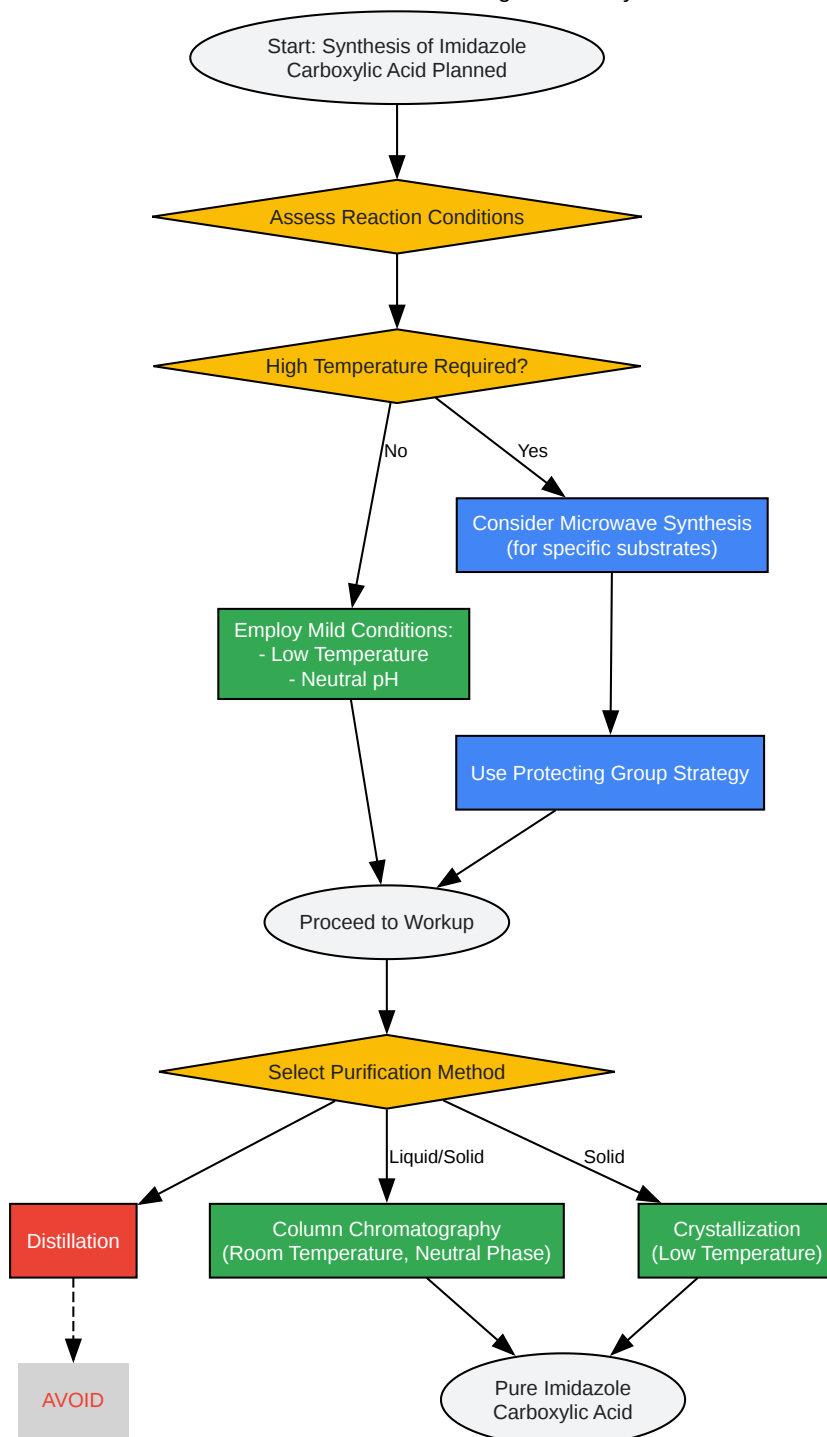 Start: Synthesis of Imidazole
Carboxylic Acid Planned
Assess Reaction Conditions
High Temperature Required?
No
Yes
Consider Microwave Synthesis
(for specific substrates)
Employ Mild Conditions:
- Low Temperature
- Neutral pH
Use Protecting Group Strategy
Proceed to Workup
Select Purification Method
Liquid/Solid
Solid
Distillation
Column Chromatography
(Room Temperature, Neutral Phase)
Crystallization
(Low Temperature)
AVOID
Pure Imidazole
Carboxylic Acid